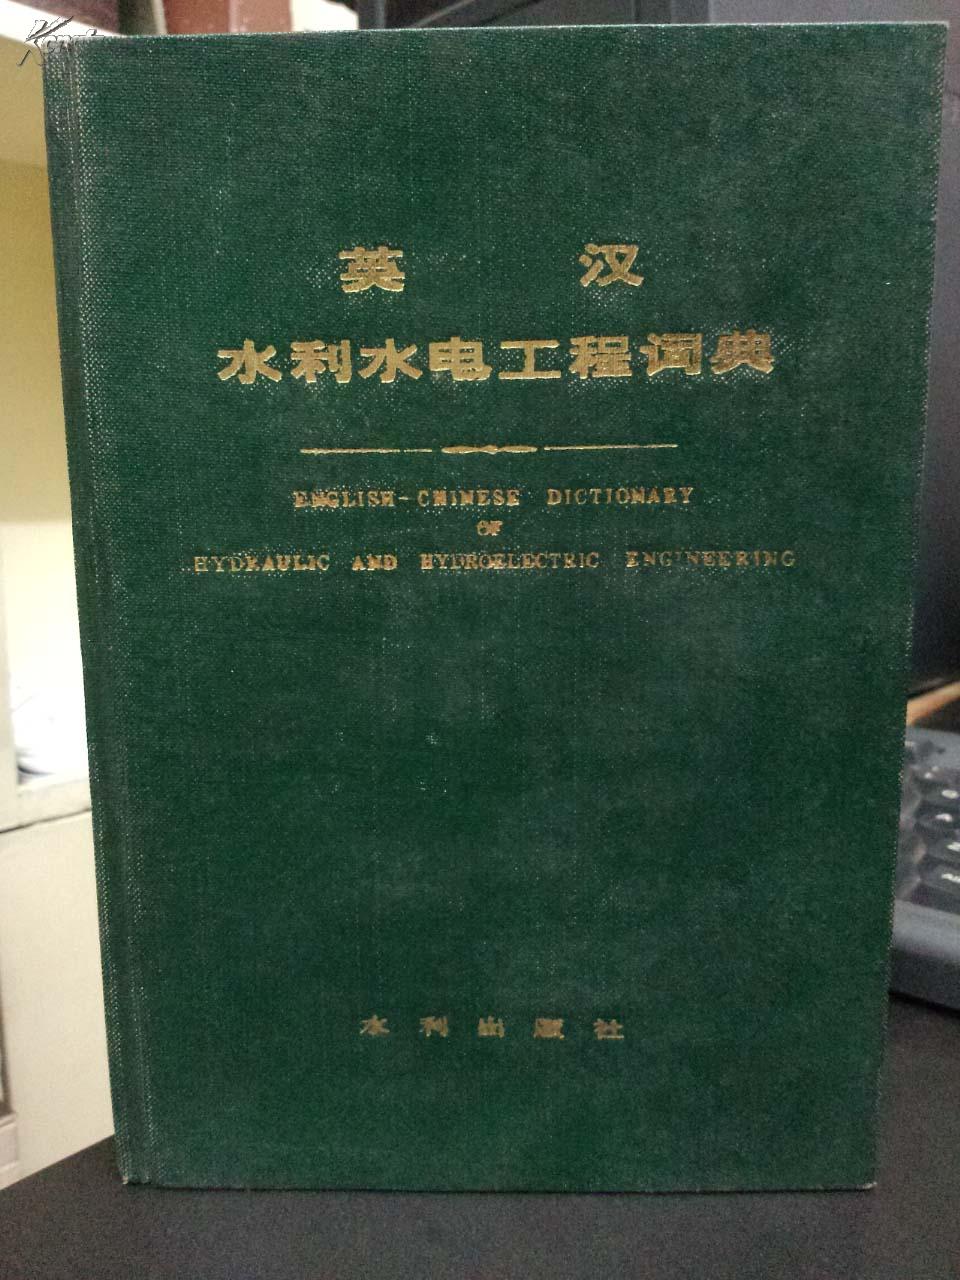 英 汉
水利水电工程词典
ENGLISH-CHINESE DICTIONARY
OF
HYDRAULIC AND HYDROELECTRIC ENGINEERING
水利出版社